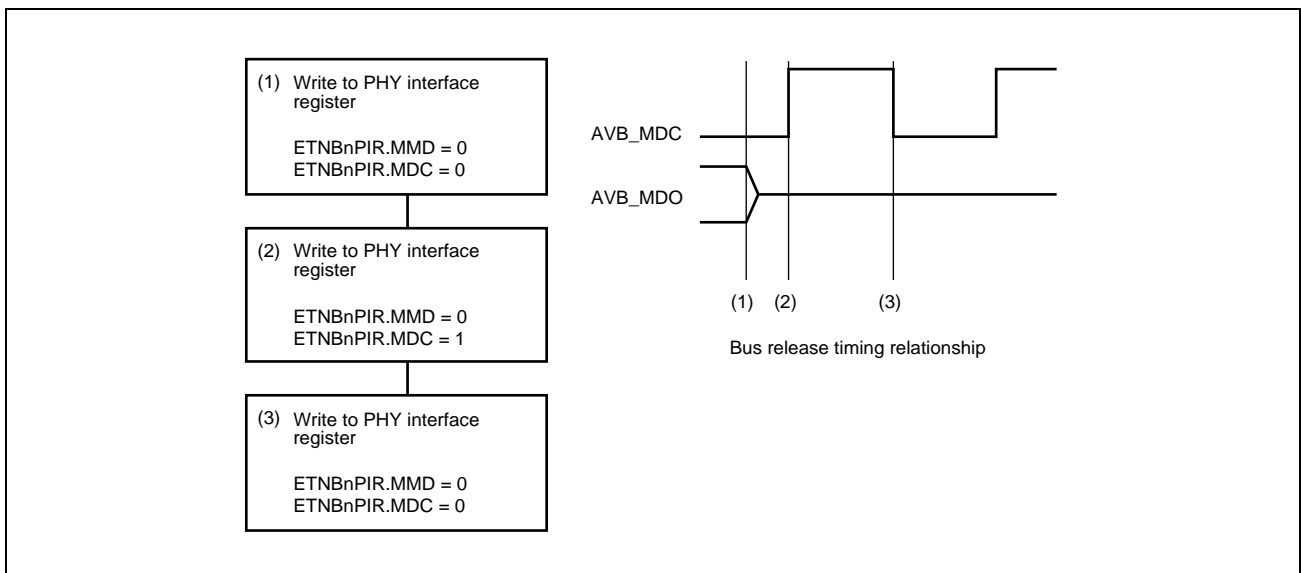 (1) Write to PHY interface
register
ETNBnPIR.MMD = 0
ETNBnPIR.MDC = 0
(2) Write to PHY interface
register
ETNBnPIR.MMD = 0
ETNBnPIR.MDC = 1
(3) Write to PHY interface
register
ETNBnPIR.MMD = 0
ETNBnPIR.MDC = 0
AVB_MDC
AVB_MDO
(1) (2) (3)
Bus release timing relationship